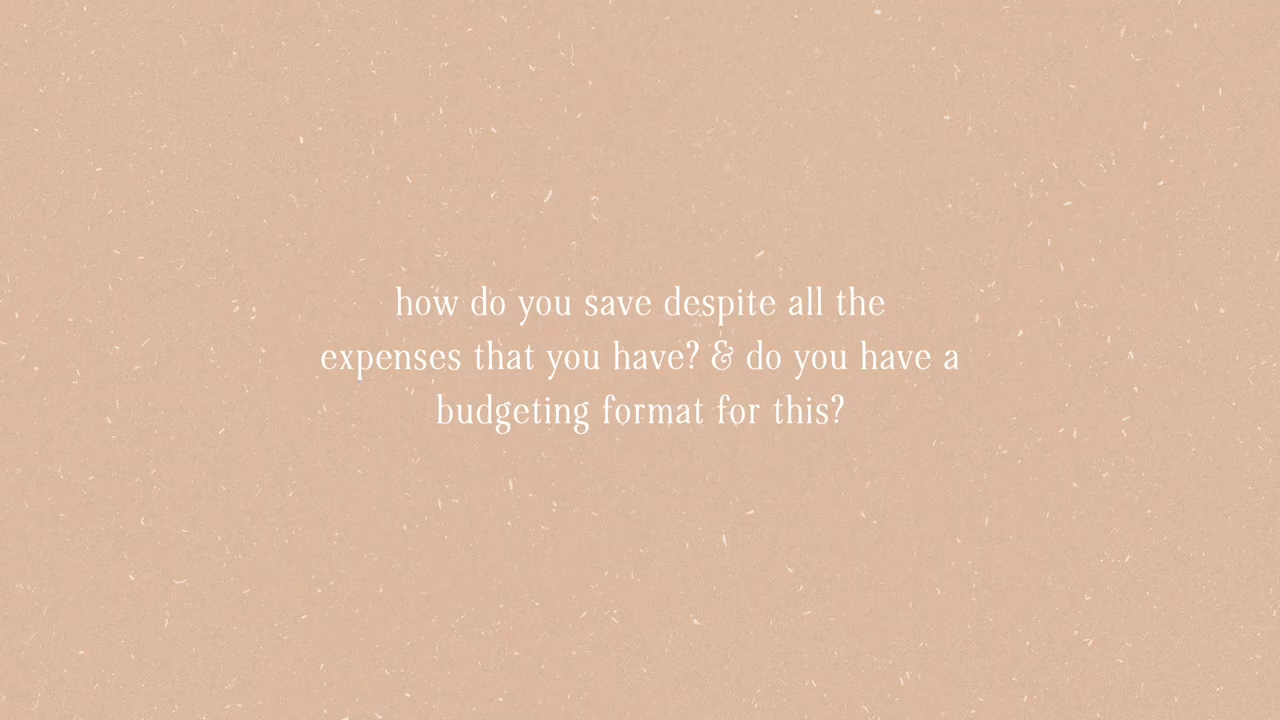 how do you save despite all the
expenses that you have? & do you have a
budgeting format for this?